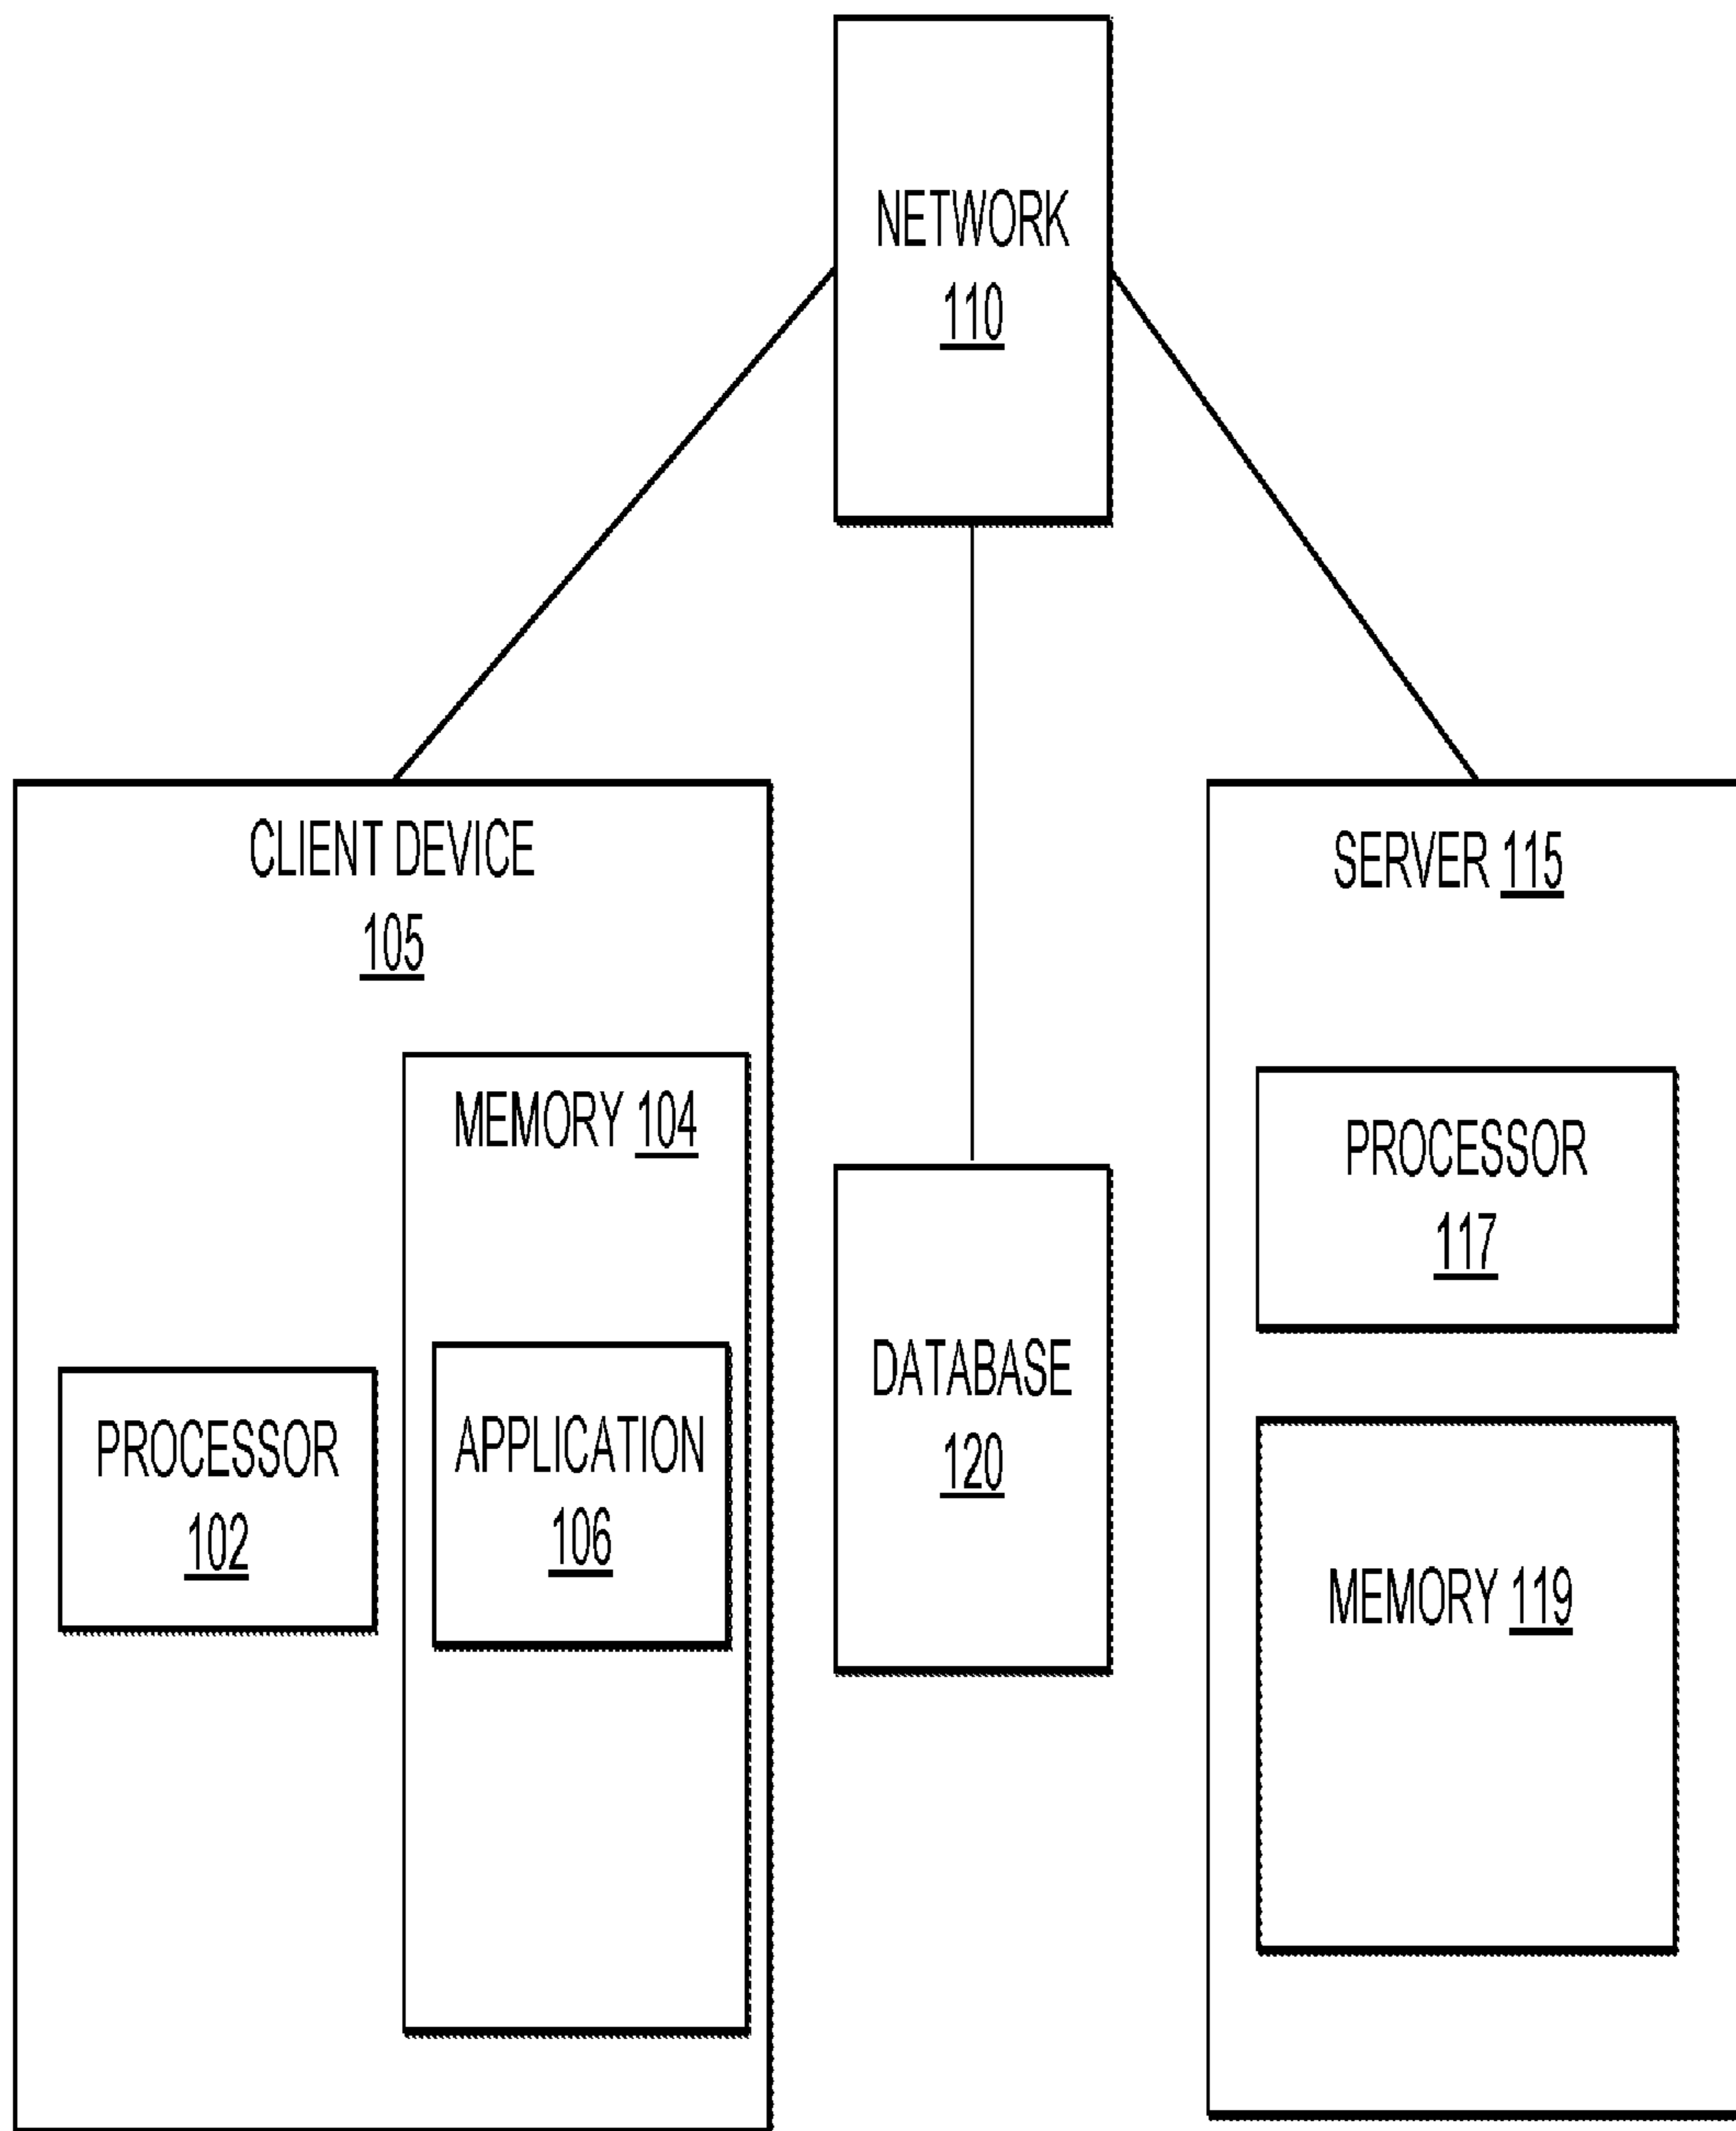 NETWORK
110
CLIENT DEVICE
105
MEMORY 104
PROCESSOR
102
APPLICATION
106
DATABASE
120
SERVER 115
PROCESSOR
117
MEMORY 119